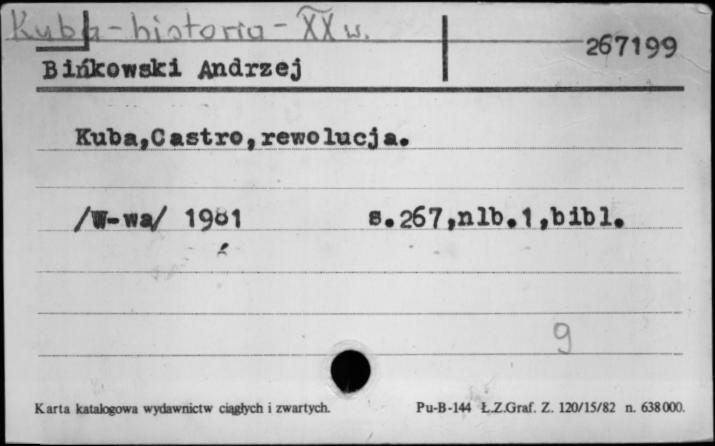 Kuba - historia - XX w.
267199
Bińkowski Andrzej
Kuba,Castro,rewolucja.
/W-wa/ 1981 s.267,nlb.1,bibl.
9
Karta katalogowa wydawnictw ciągłych i zwartych. Pu-B-144 Ł.Z.Graf. Z. 120/15/82 n. 638000.